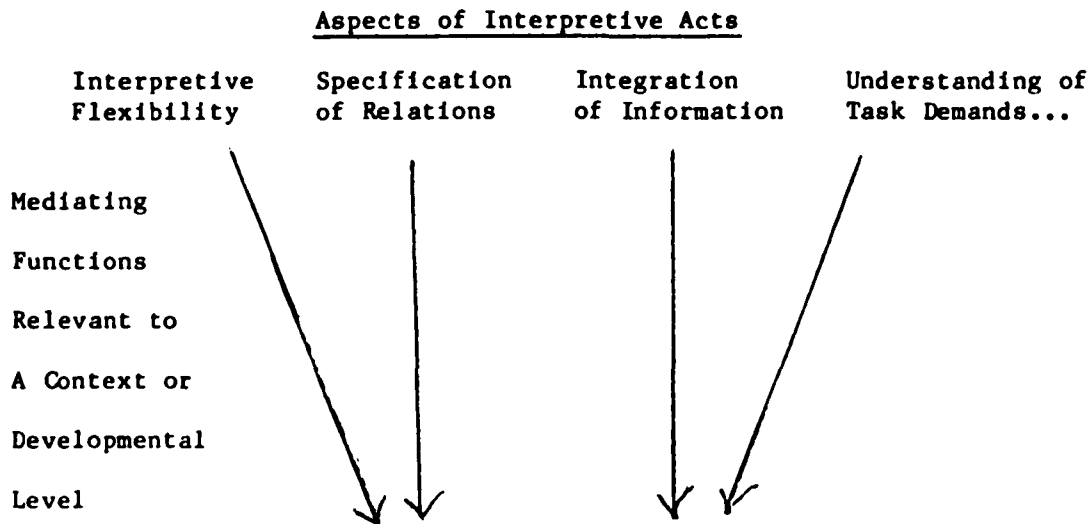 Aspects of Interpretive Acts
Interpretive Flexibility
Specification of Relations
Integration of Information
Understanding of Task Demands...
Mediating
Functions
Relevant to
A Context or
Developmental
Level